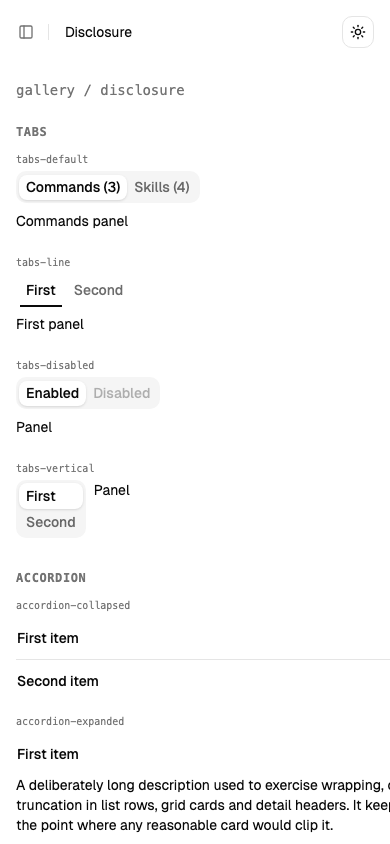 Disclosure
gallery / disclosure
TABS
tabs-default
Commands (3) Skills (4)
Commands panel
tabs-line
First Second
First panel
tabs-disabled
Enabled Disabled
Panel
tabs-vertical
First Panel
Second
ACCORDION
accordion-collapsed
First item
Second item
accordion-expanded
First item
A deliberately long description used to exercise wrapping,
truncation in list rows, grid cards and detail headers. It
the point where any reasonable card would clip it.